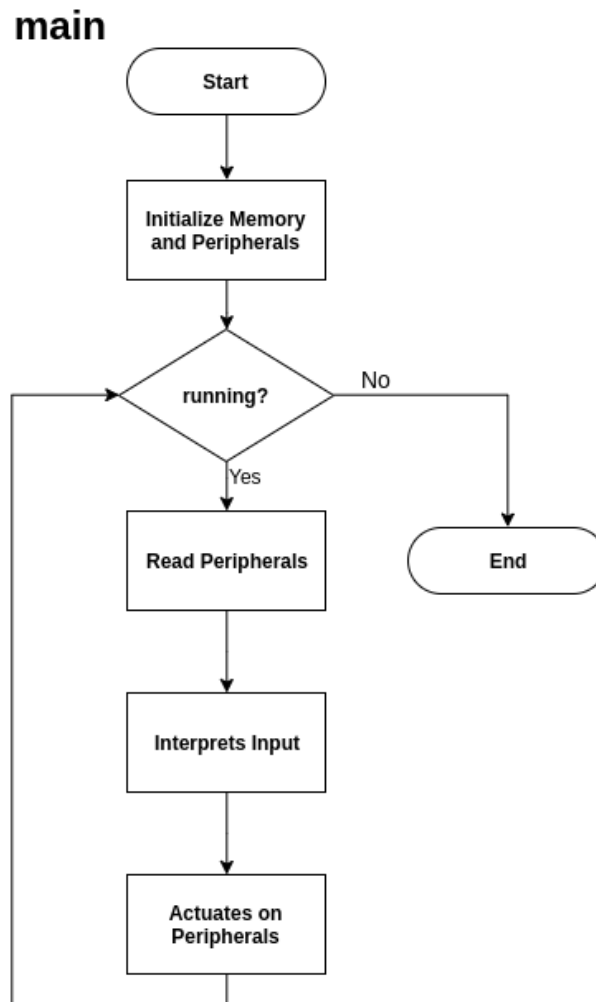 main
Start
Initialize Memory
and Peripherals
running?
No
Yes
Read Peripherals
End
Interprets Input
Actuates on
Peripherals